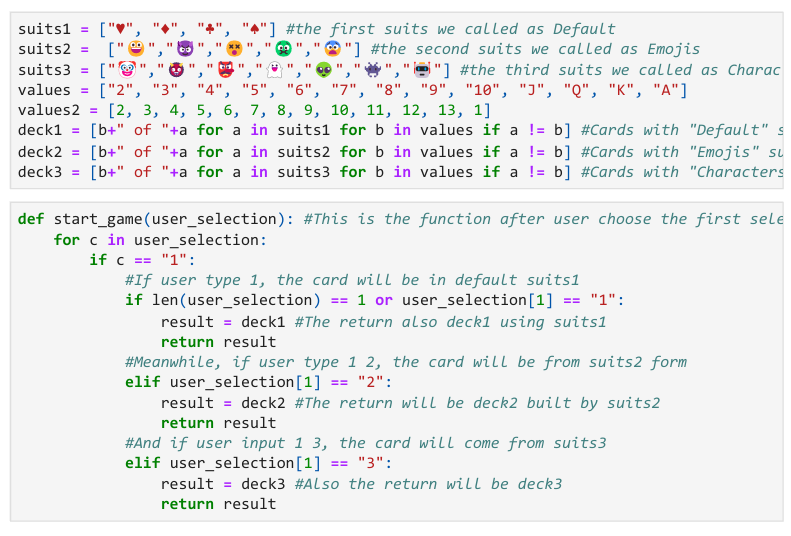 suits1 = ["♥", "♦", "♣", "♠"] #the first suits we called as Default
suits2 =  ["😀","😈","😵","🤢","😨"] #the second suits we called as Emojis
suits3 = ["🤡","👹","👺","👻","👽","👾","🤖"] #the third suits we called as Charac
values = ["2", "3", "4", "5", "6", "7", "8", "9", "10", "J", "Q", "K", "A"]
values2 = [2, 3, 4, 5, 6, 7, 8, 9, 10, 11, 12, 13, 1]
deck1 = [b+" of "+a for a in suits1 for b in values if a != b] #Cards with "Default" s
deck2 = [b+" of "+a for a in suits2 for b in values if a != b] #Cards with "Emojis" su
deck3 = [b+" of "+a for a in suits3 for b in values if a != b] #Cards with "Characters
def start_game(user_selection): #This is the function after user choose the first sele
    for c in user_selection:
        if c == "1":
            #If user type 1, the card will be in default suits1
            if len(user_selection) == 1 or user_selection[1] == "1":
                result = deck1 #The return also deck1 using suits1
                return result
            #Meanwhile, if user type 1 2, the card will be from suits2 form
            elif user_selection[1] == "2":
                result = deck2 #The return will be deck2 built by suits2
                return result
            #And if user input 1 3, the card will come from suits3
            elif user_selection[1] == "3":
                result = deck3 #Also the return will be deck3
                return result